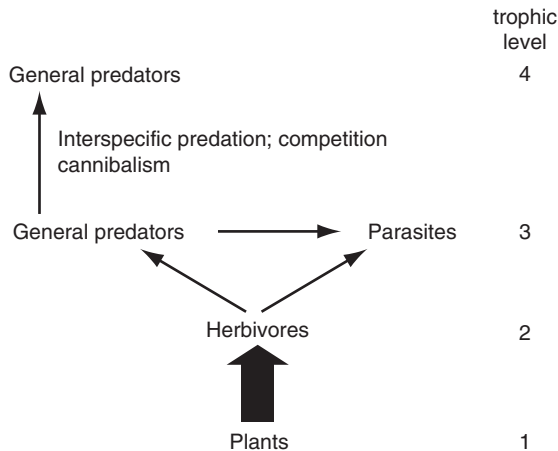 trophic
level
General predators 4
Interspecific predation; competition
cannibalism
General predators Parasites 3
Herbivores 2
Plants 1